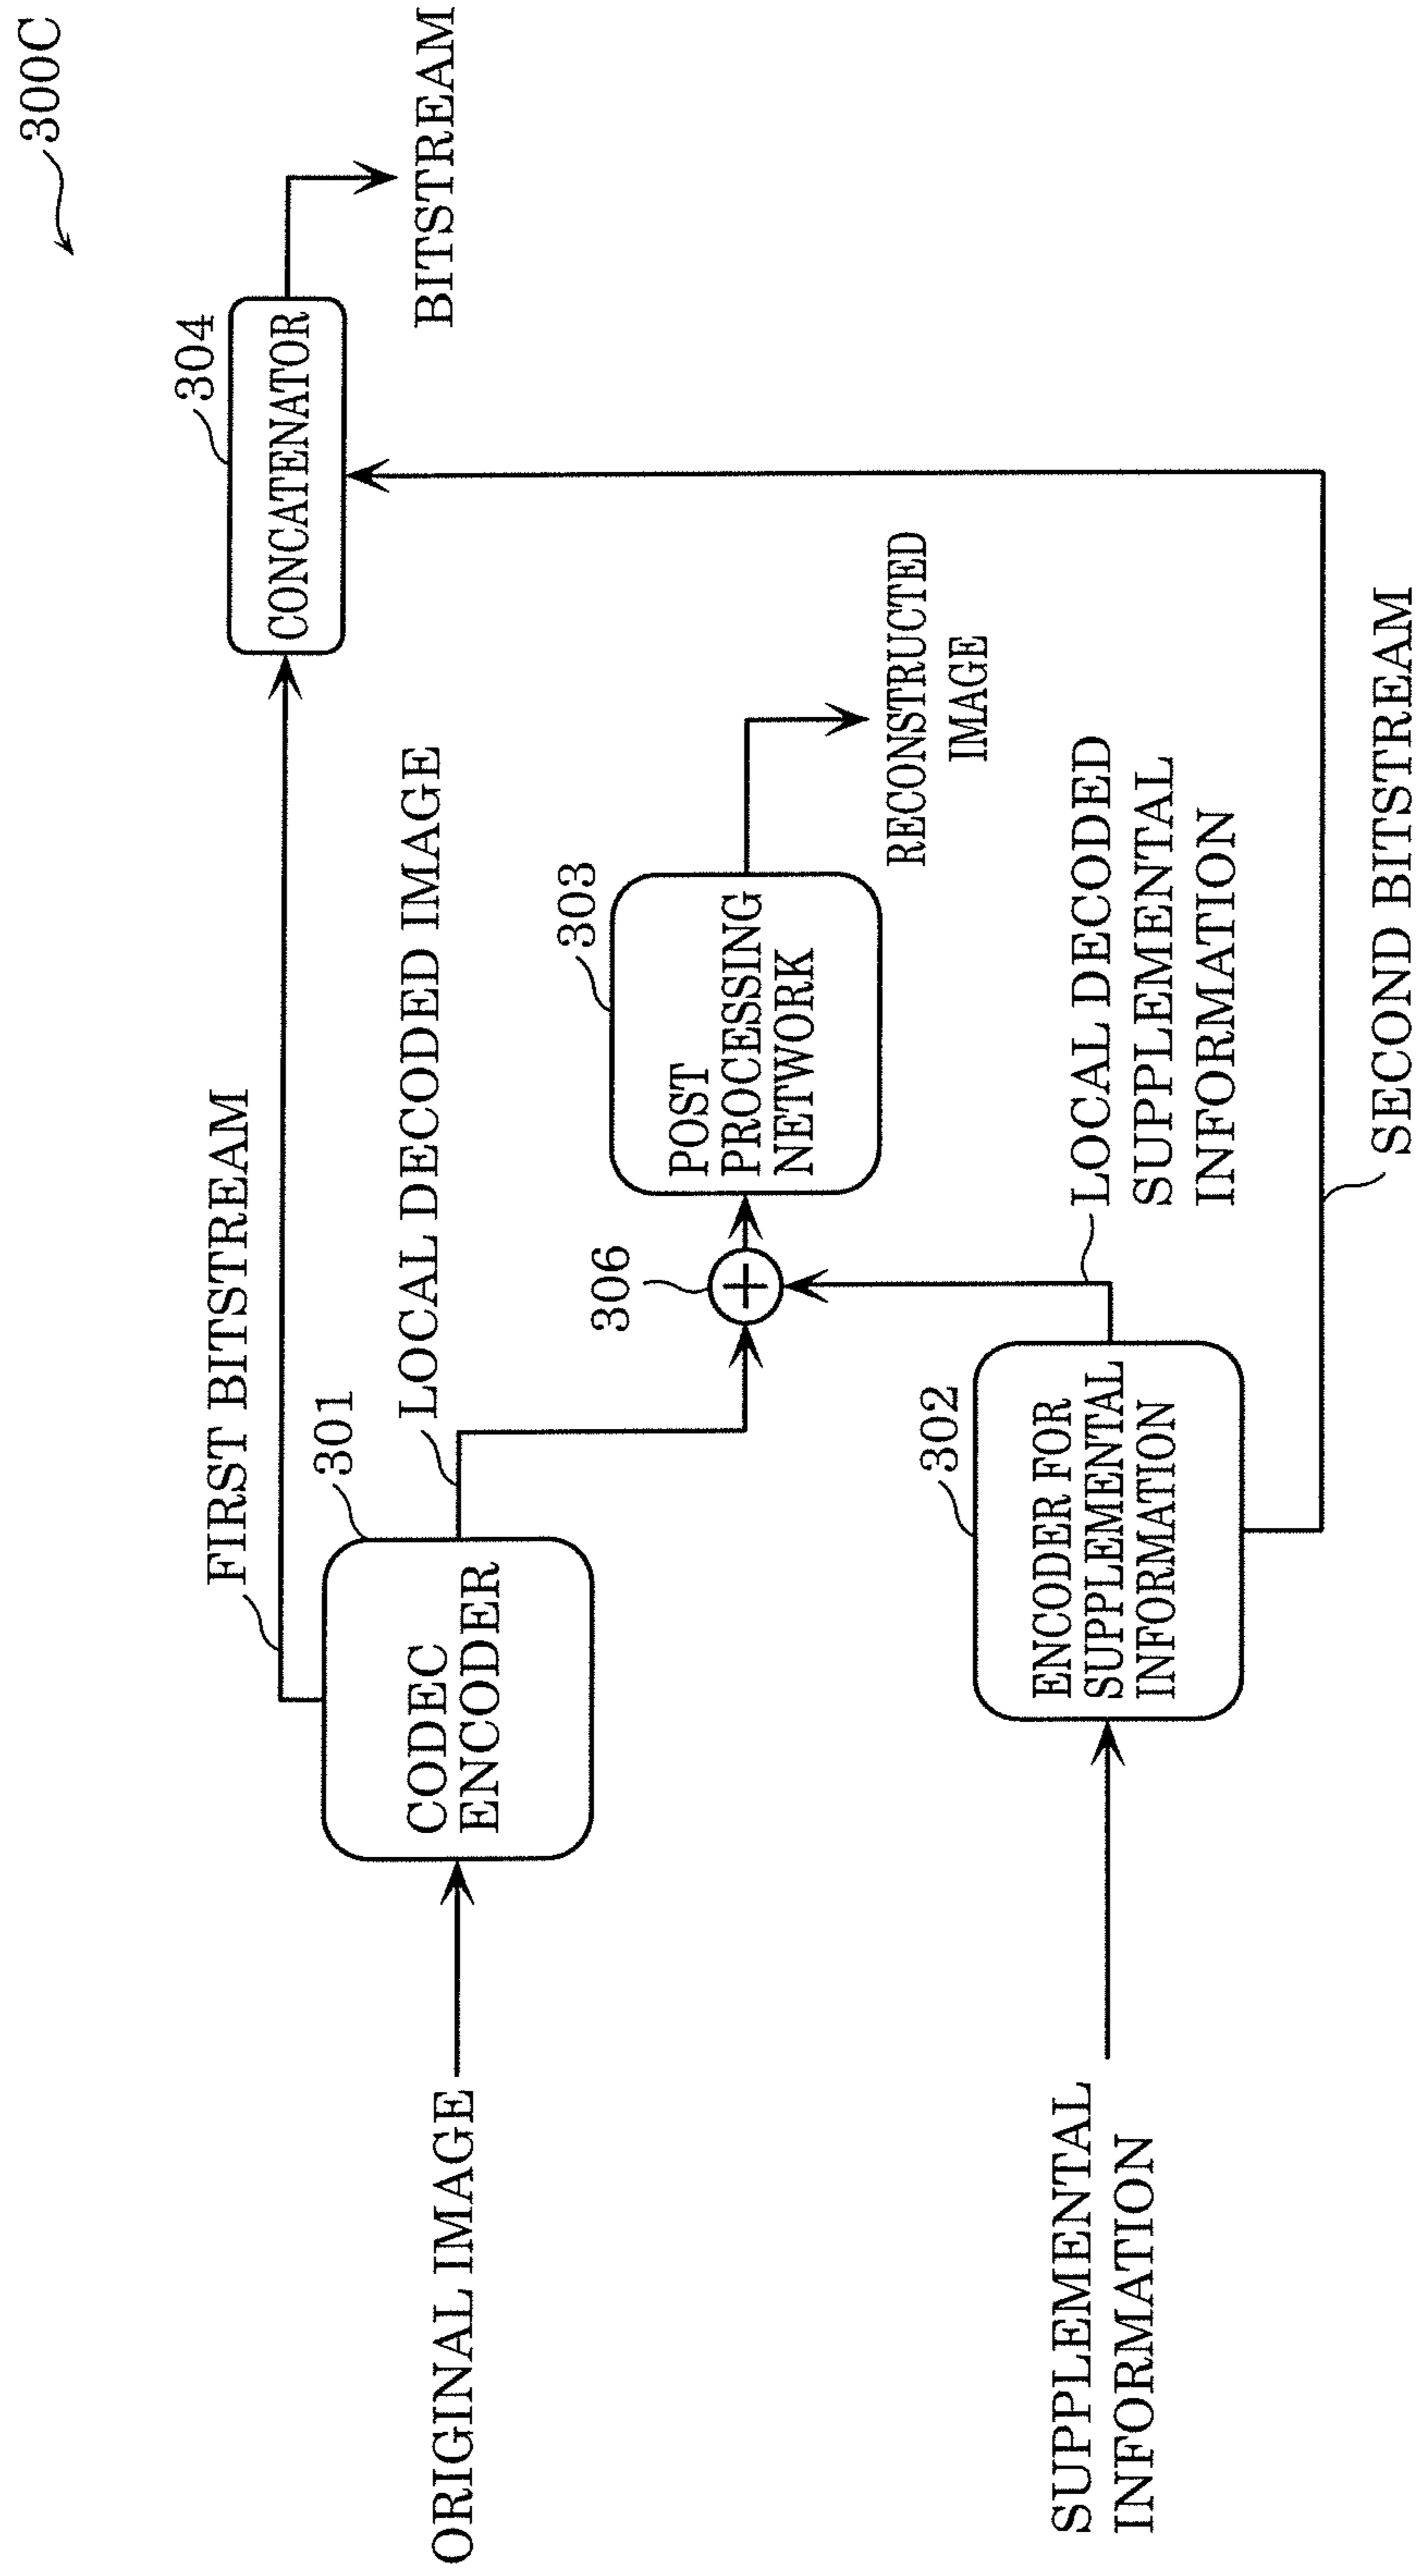 300C
304
CONCATENATOR
BITSTREAM
FIRST BITSTREAM
301
CODEC
ENCODER
ORIGINAL IMAGE
LOCAL DECODED IMAGE
306
303
POST
PROCESSING
NETWORK
RECONSTRUCTED
IMAGE
302
ENCODER FOR
SUPPLEMENTAL
INFORMATION
SUPPLEMENTAL
INFORMATION
LOCAL DECODED
SUPPLEMENTAL
INFORMATION
SECOND BITSTREAM